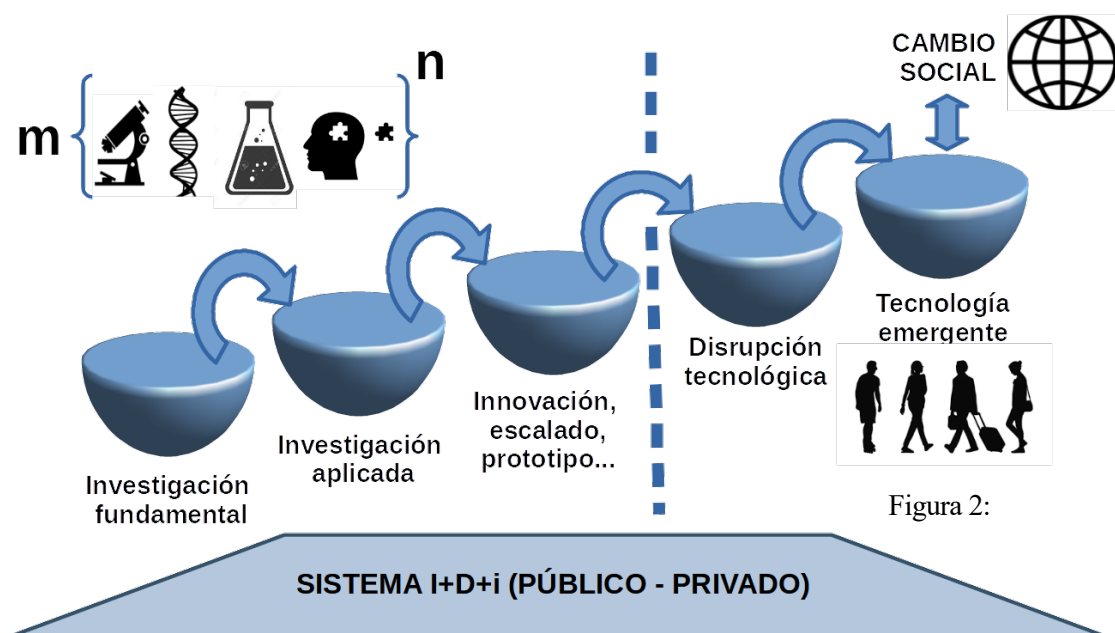 m
n
CAMBIO
SOCIAL
Investigación
fundamental
Investigación
aplicada
Innovación,
escalado,
prototipo...
Disrupción
tecnológica
Tecnología
emergente
Figura 2:
SISTEMA I+D+i (PÚBLICO - PRIVADO)